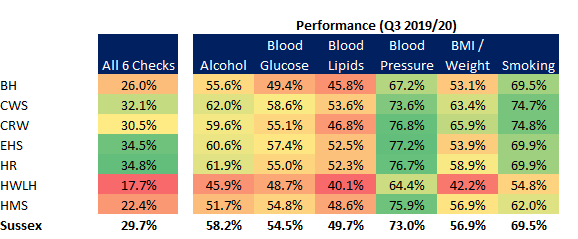 Performance (Q3 2019/20)
All 6 Checks Alcohol Blood Glucose Blood Lipids Blood Pressure BMI / Weight Smoking
BH 26.0% 55.6% 49.4% 45.8% 67.2% 53.1% 69.5%
CWS 32.1% 62.0% 58.6% 53.6% 73.6% 63.4% 74.7%
CRW 30.5% 59.6% 55.1% 46.8% 76.8% 65.9% 74.8%
EHS 34.5% 60.6% 57.4% 52.5% 77.2% 53.9% 69.9%
HR 34.8% 61.9% 55.0% 52.3% 76.7% 58.9% 69.9%
HWLH 17.7% 45.9% 48.7% 40.1% 64.4% 42.2% 54.8%
HMS 22.4% 51.7% 54.8% 48.6% 75.9% 56.9% 62.0%
Sussex 29.7% 58.2% 54.5% 49.7% 73.0% 56.9% 69.5%